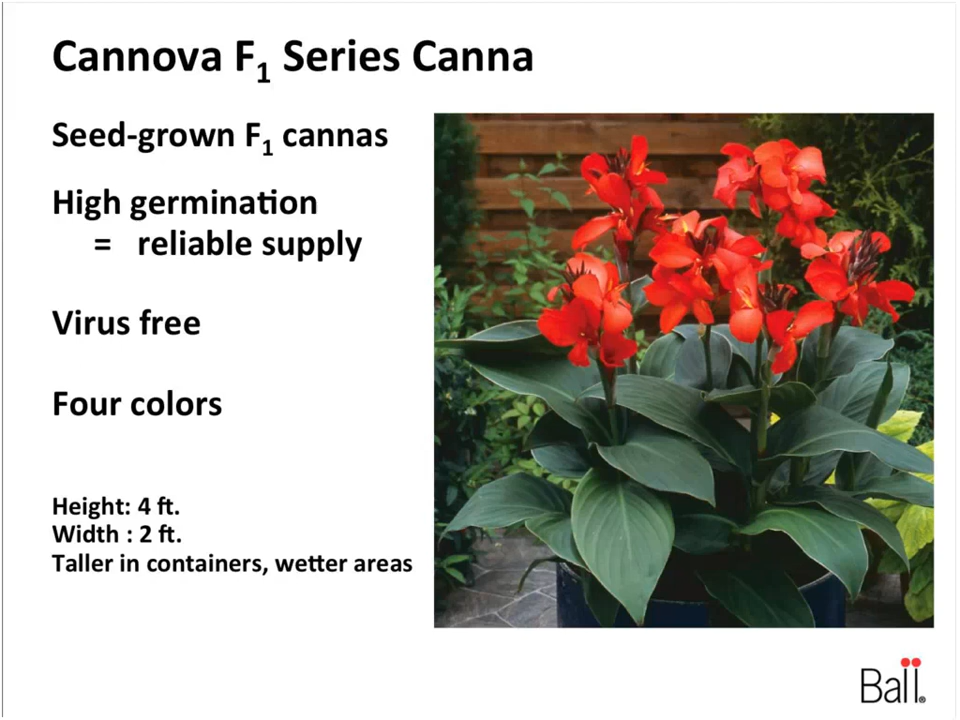 Cannova F₁ Series Canna
Seed-grown F₁ cannas
High germination
= reliable supply
Virus free
Four colors
Height: 4 ft.
Width : 2 ft.
Taller in containers, wetter areas
Ball®